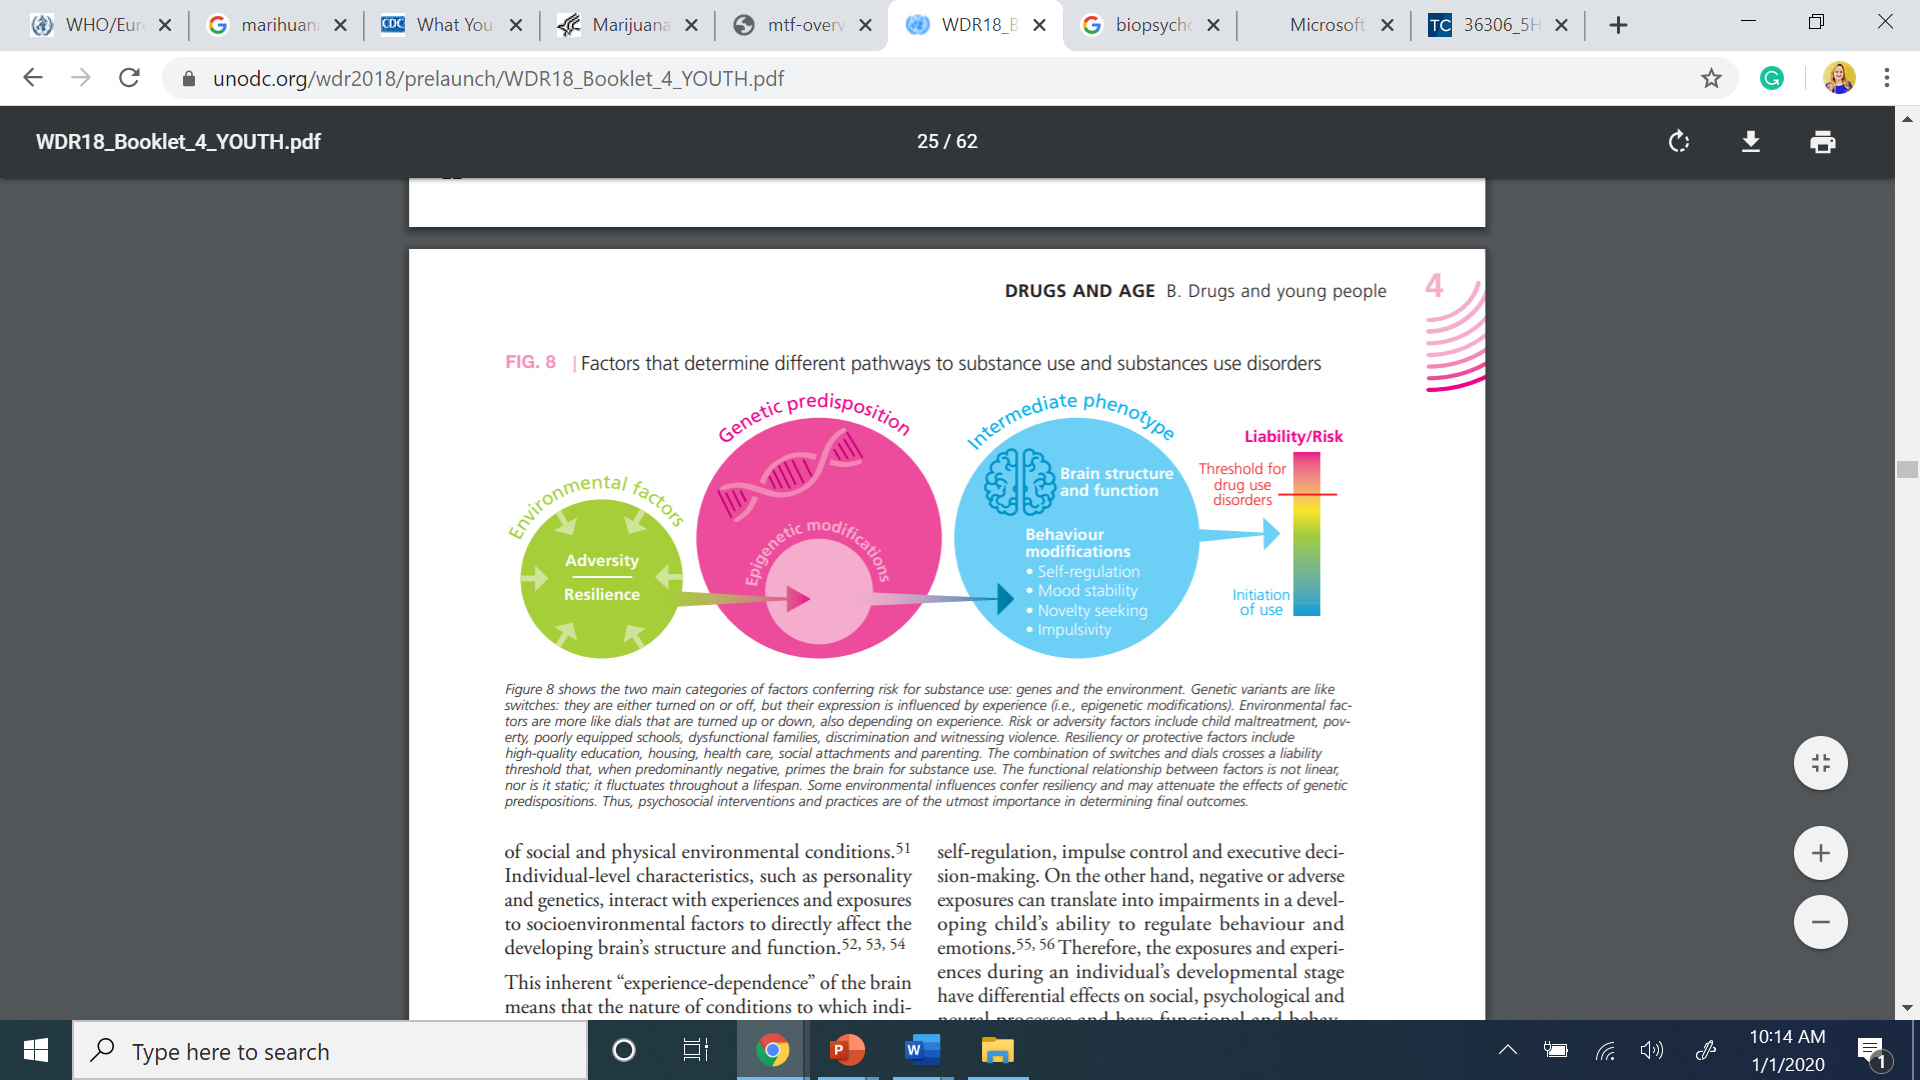 WHO/Eur
marihuana
CDC
What You
Marijuana
mtf-overv
WDR18_B
biopsycho
Microsoft
TC
36306_5H
unodc.org/wdr2018/prelaunch/WDR18_Booklet_4_YOUTH.pdf
WDR18_Booklet_4_YOUTH.pdf
25 / 62
DRUGS AND AGE B. Drugs and young people
4
FIG. 8 | Factors that determine different pathways to substance use and substances use disorders
Environmental factors
Adversity
Resilience
Genetic predisposition
Epigenetic modifications
Intermediate phenotype
Brain structure
and function
Behaviour
modifications
• Self-regulation
• Mood stability
• Novelty seeking
• Impulsivity
Liability/Risk
Threshold for
drug use
disorders
Initiation
of use
Figure 8 shows the two main categories of factors conferring risk for substance use: genes and the environment. Genetic variants are like
switches: they are either turned on or off, but their expression is influenced by experience (i.e., epigenetic modifications). Environmental fac-
tors are more like dials that are turned up or down, also depending on experience. Risk or adversity factors include child maltreatment, pov-
erty, poorly equipped schools, dysfunctional families, discrimination and witnessing violence. Resiliency or protective factors include
high-quality education, housing, health care, social attachments and parenting. The combination of switches and dials crosses a liability
threshold that, when predominantly negative, primes the brain for substance use. The functional relationship between factors is not linear,
nor is it static; it fluctuates throughout a lifespan. Some environmental influences confer resiliency and may attenuate the effects of genetic
predispositions. Thus, psychosocial interventions and practices are of the utmost importance in determining final outcomes.
of social and physical environmental conditions.51
Individual-level characteristics, such as personality
and genetics, interact with experiences and exposures
to socioenvironmental factors to directly affect the
developing brain's structure and function.52, 53, 54
This inherent “experience-dependence” of the brain
means that the nature of conditions to which indi-
self-regulation, impulse control and executive deci-
sion-making. On the other hand, negative or adverse
exposures can translate into impairments in a devel-
oping child's ability to regulate behaviour and
emotions.55, 56 Therefore, the exposures and experi-
ences during an individual's developmental stage
have differential effects on social, psychological and
neural processes and have functional and behav-
Type here to search
10:14 AM
1/1/2020
1